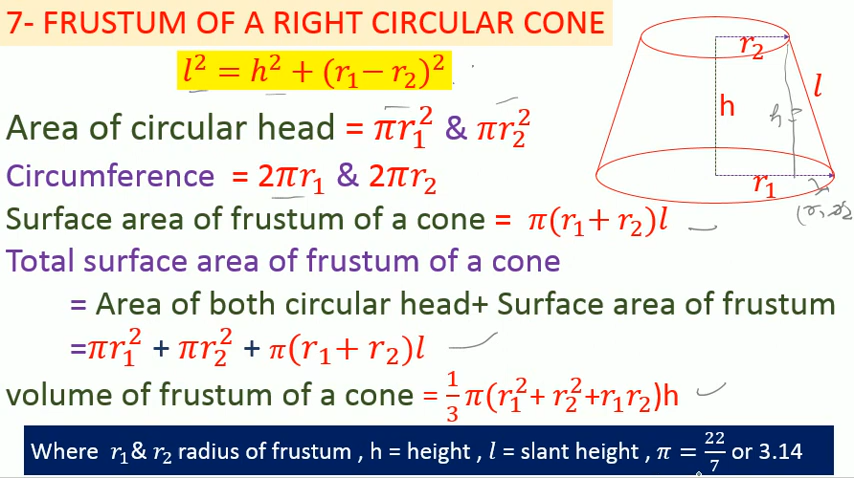 7- FRUSTUM OF A RIGHT CIRCULAR CONE
l² = h² + (r₁− r₂)²
Area of circular head = πr₁² & πr₂²
Circumference = 2πr₁ & 2πr₂
Surface area of frustum of a cone = π(r₁+ r₂)l
Total surface area of frustum of a cone
= Area of both circular head+ Surface area of frustum
=πr₁² + πr₂² + π(r₁+ r₂)l
volume of frustum of a cone = 1/3 π(r₁²+ r₂²+r₁r₂)h
Where r₁& r₂ radius of frustum , h = height , l = slant height , π = 22/7 or 3.14
r₂
l
h
h
r₁